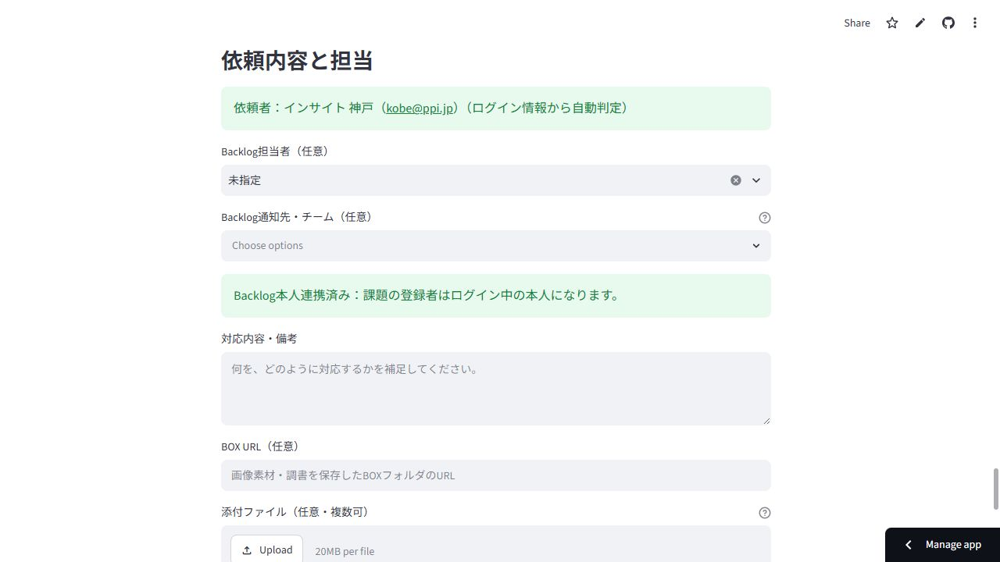 Share
依頼内容と担当
依頼者：インサイト 神戸（kobe@ppi.jp）（ログイン情報から自動判定）
Backlog担当者（任意）
未指定
Backlog通知先・チーム（任意）
Choose options
Backlog本人連携済み：課題の登録者はログイン中の本人になります。
対応内容・備考
何を、どのように対応するかを補足してください。
BOX URL（任意）
画像素材・調書を保存したBOXフォルダのURL
添付ファイル（任意・複数可）
Upload
20MB per file
Manage app